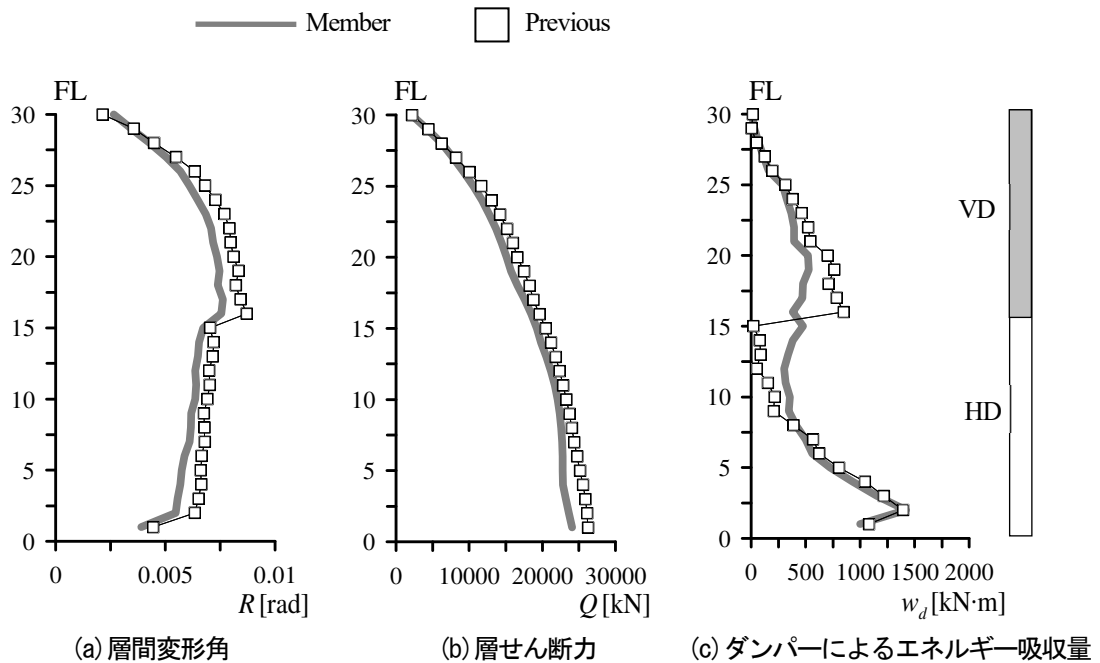 Member Previous
FL FL FL
30 30 30
25 25 25
20 20 20
15 15 15
10 10 10
5 5 5
0 0 0
VD
HD
0 0.005 0.01
R [rad]
0 10000 20000 30000
Q [kN]
0 500 1000 1500 2000
w_d [kN·m]
(a) 層間変形角
(b) 層せん断力
(c) ダンパーによるエネルギー吸収量